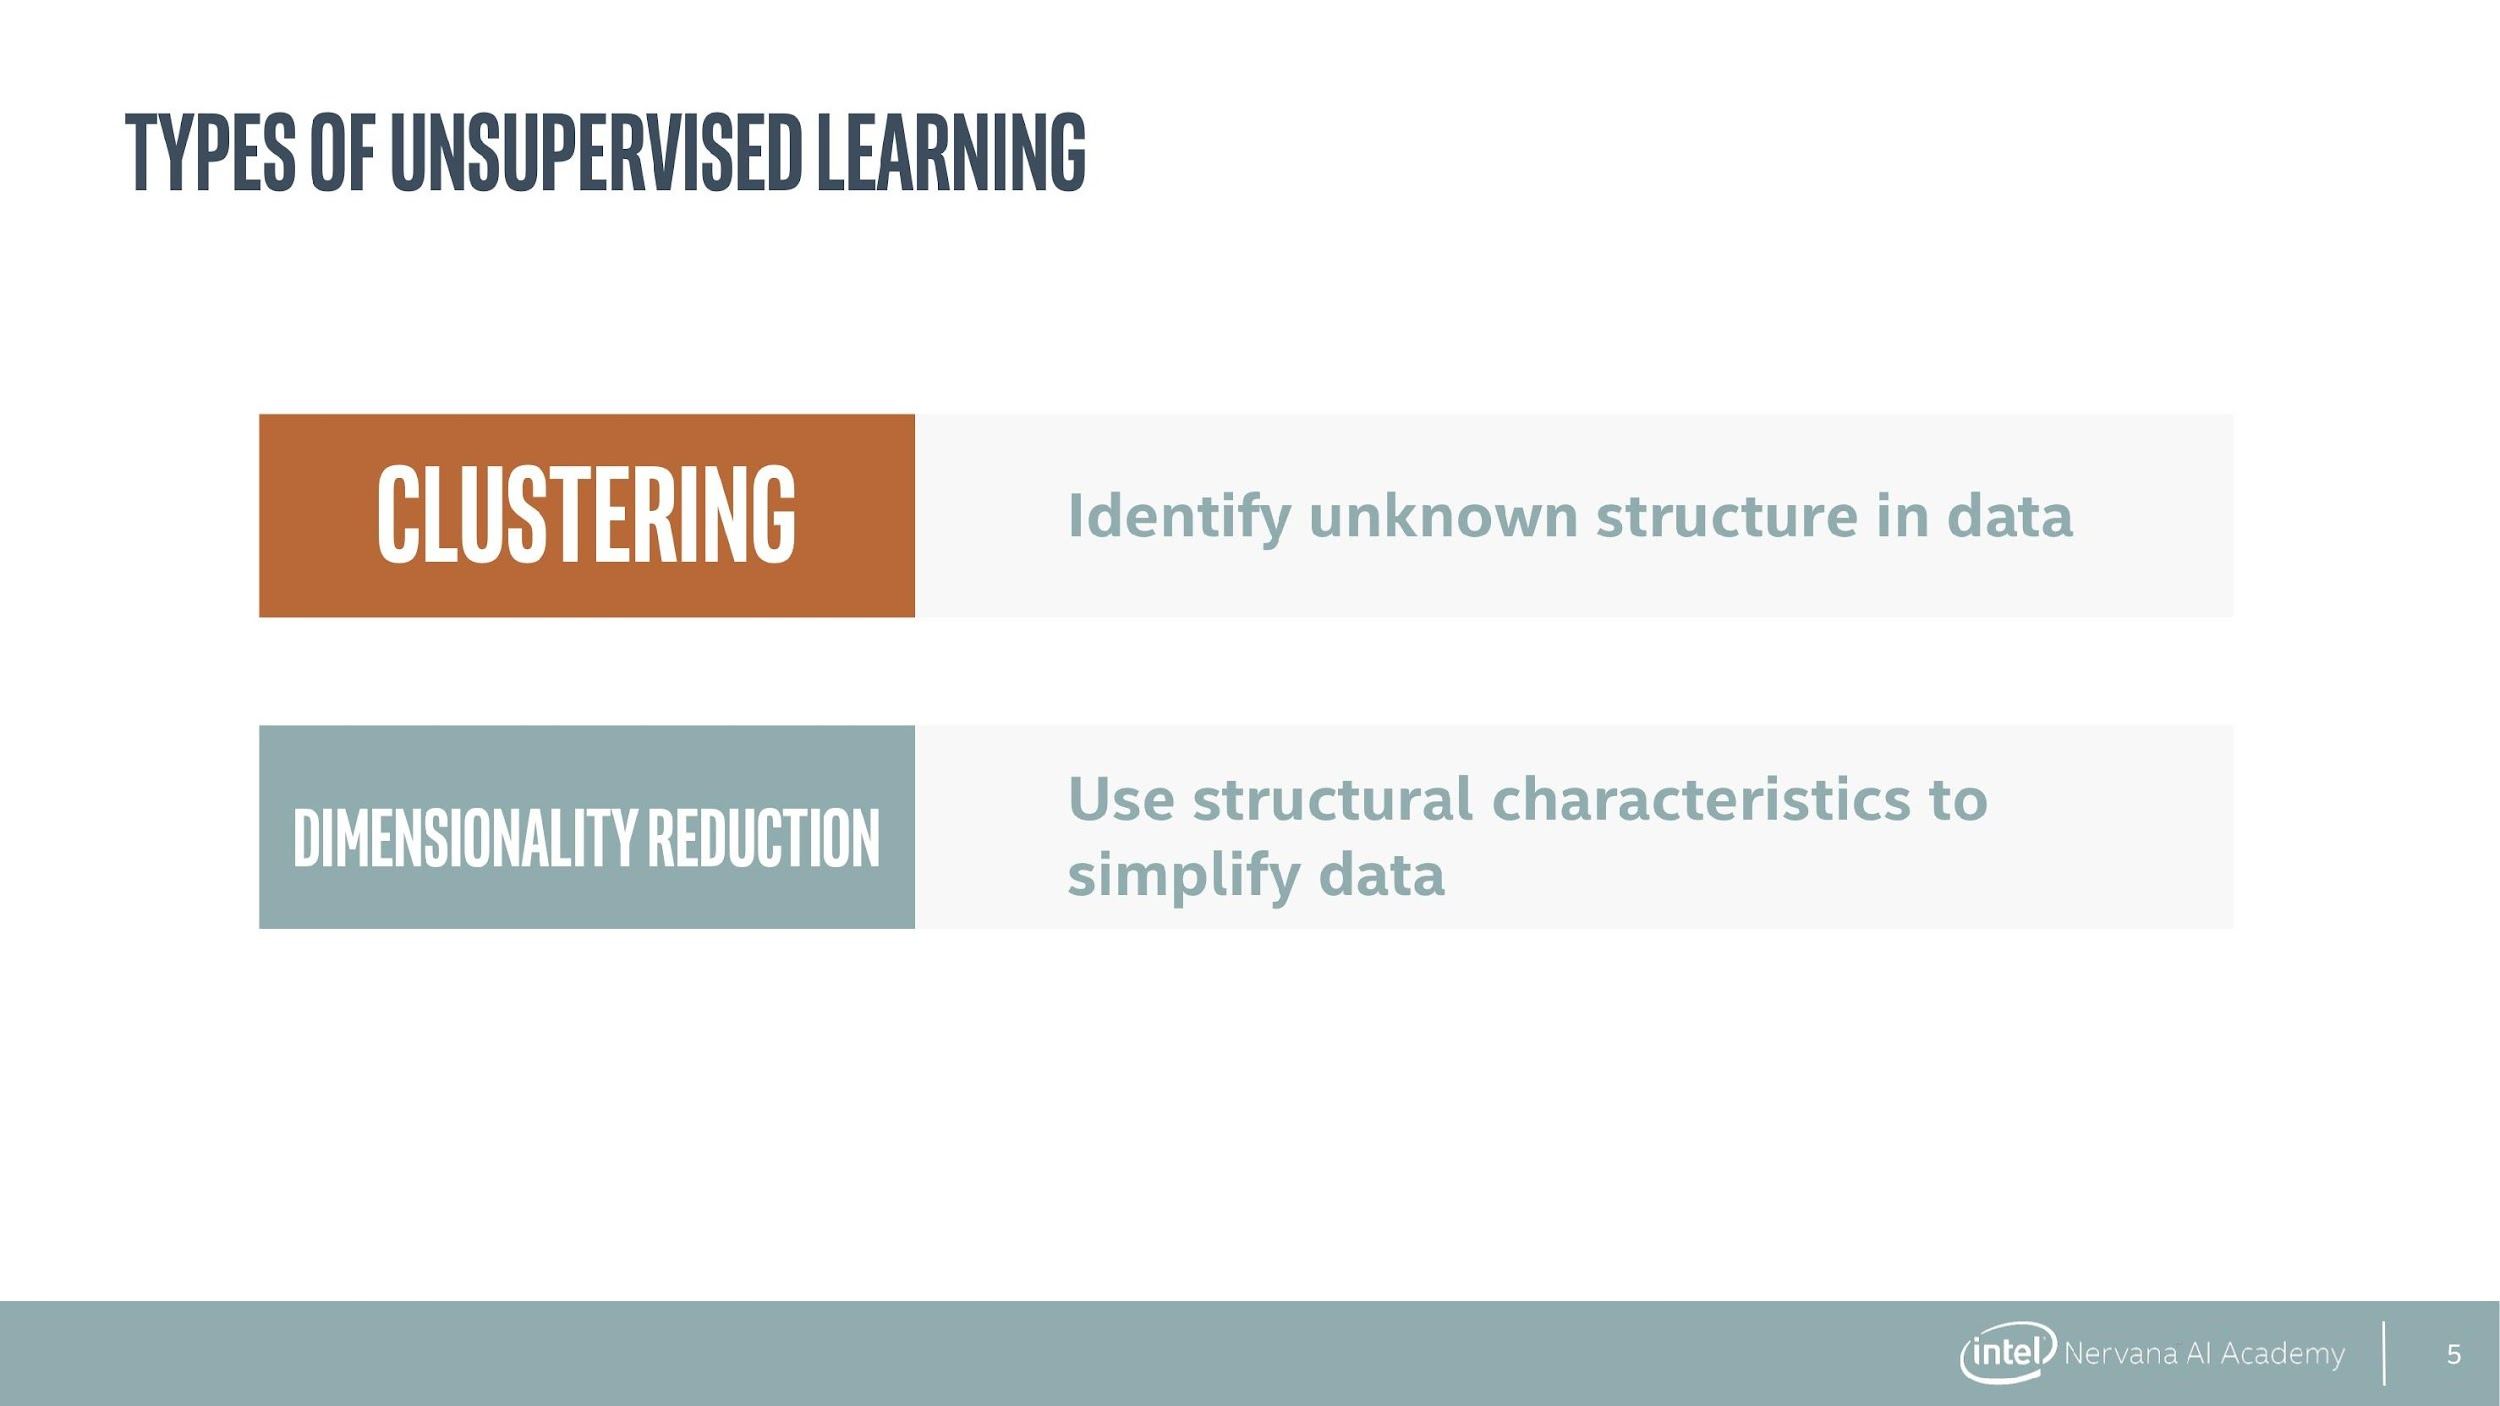 TYPES OF UNSUPERVISED LEARNING
CLUSTERING
Identify unknown structure in data
DIMENSIONALITY REDUCTION
Use structural characteristics to
simplify data
intel Nervana AI Academy
5